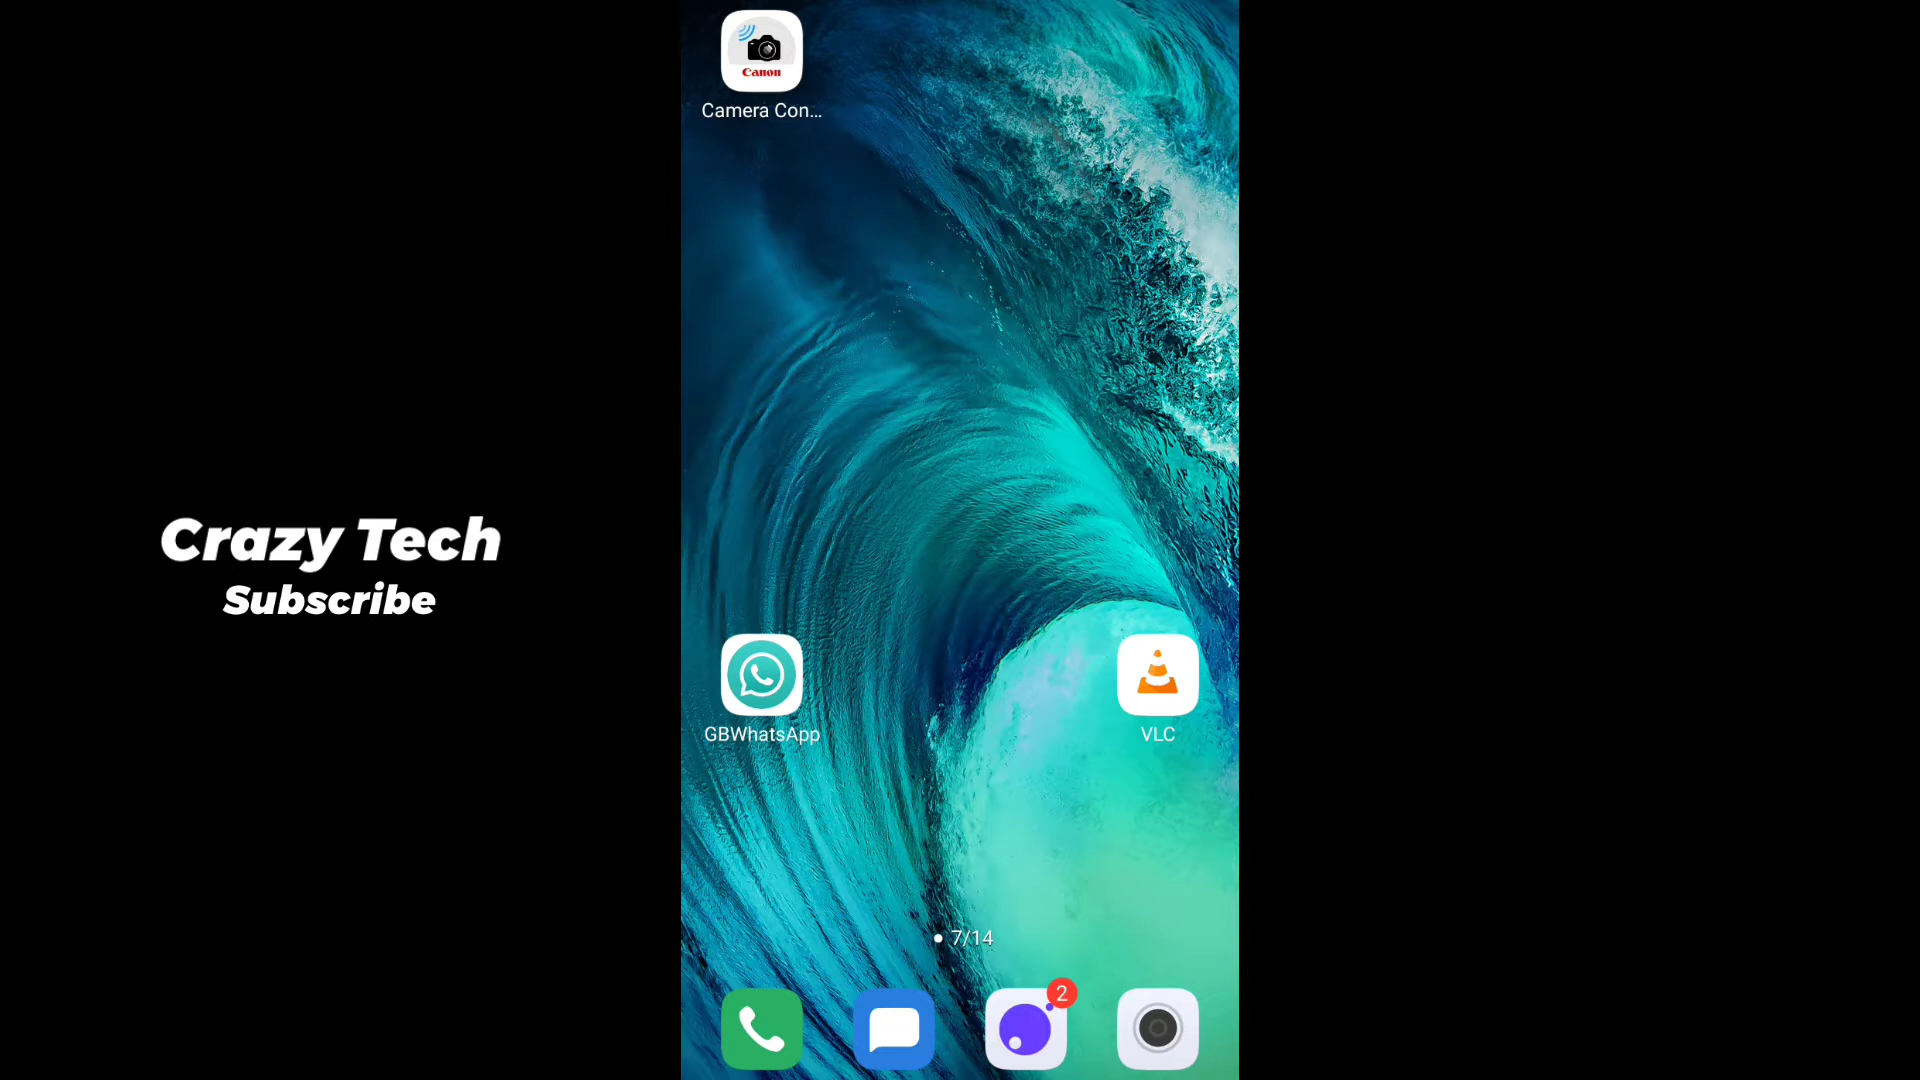 Canon
Camera Con...
Crazy Tech
Subscribe
GBWhatsApp
VLC
7/14
2